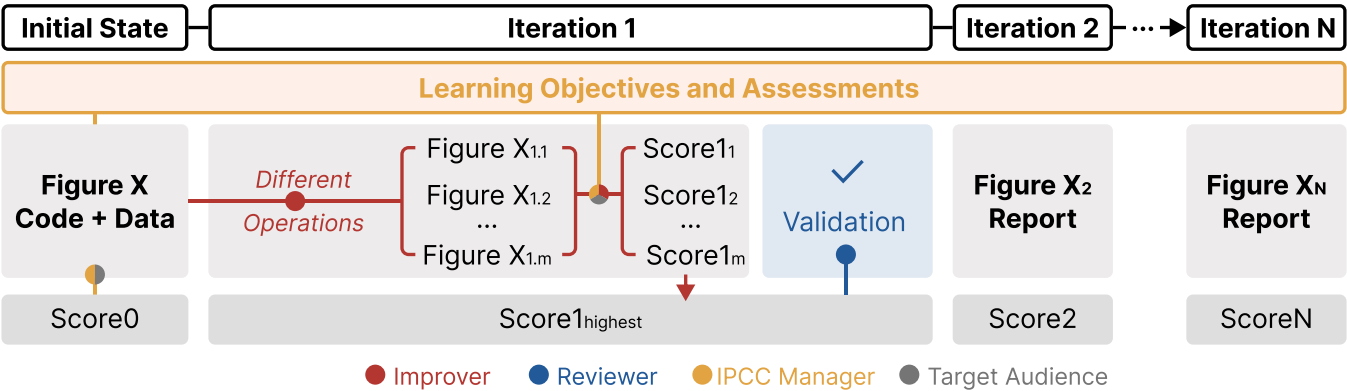 Initial State
Iteration 1
Iteration 2
...
Iteration N
Learning Objectives and Assessments
Figure X
Code + Data
Different
Operations
Figure X1.1
Figure X1.2
...
Figure X1.m
Score11
Score12
...
Score1m
Validation
Figure X2
Report
Figure XN
Report
Score0
Score1highest
Score2
ScoreN
Improver
Reviewer
IPCC Manager
Target Audience